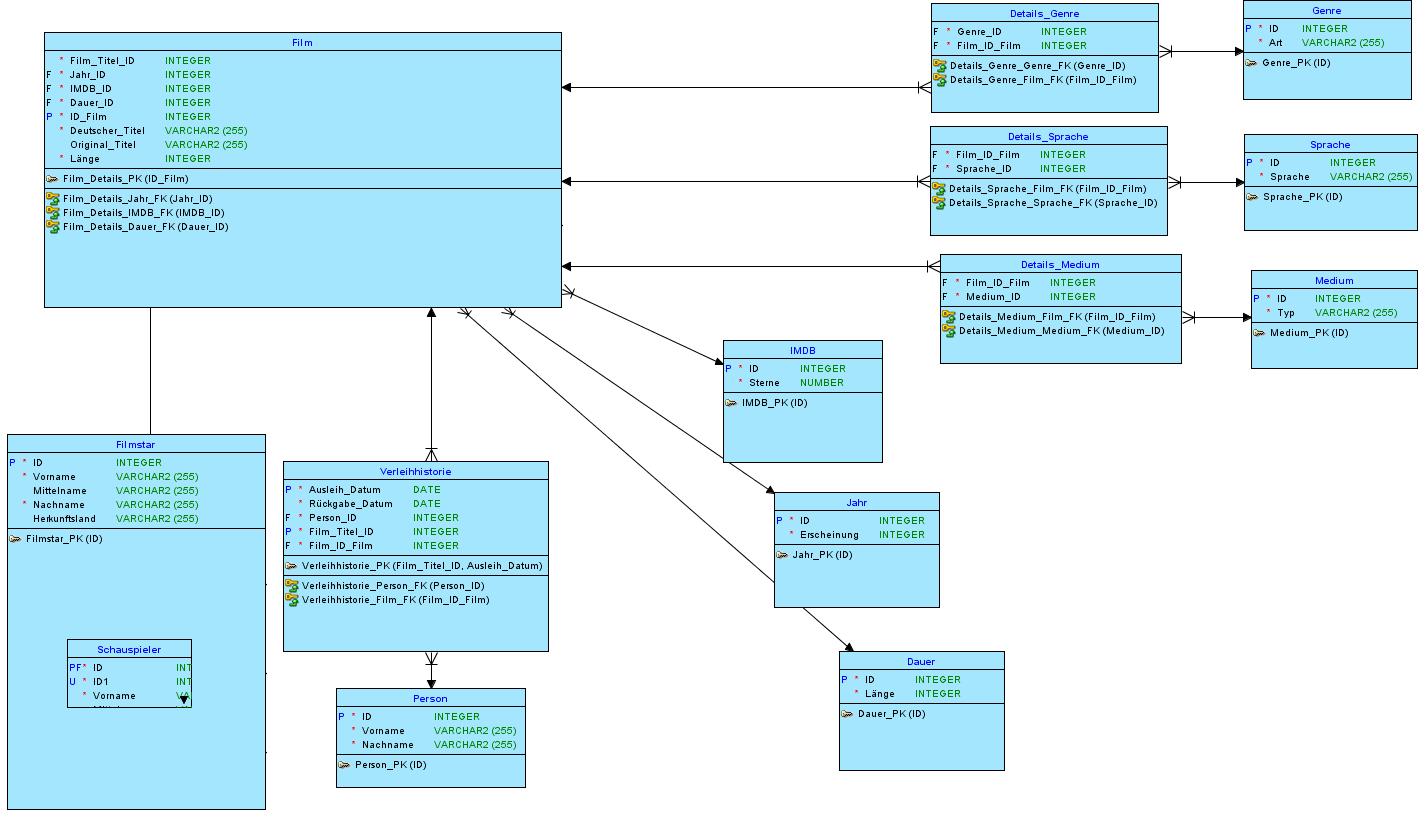 Film
* Film_Titel_ID INTEGER
F * Jahr_ID INTEGER
F * IMDB_ID INTEGER
F * Dauer_ID INTEGER
P * ID_Film INTEGER
* Deutscher_Titel VARCHAR2 (255)
Original_Titel VARCHAR2 (255)
* Länge INTEGER
Film_Details_PK (ID_Film)
Film_Details_Jahr_FK (Jahr_ID)
Film_Details_IMDB_FK (IMDB_ID)
Film_Details_Dauer_FK (Dauer_ID)
Details_Genre
F * Genre_ID INTEGER
F * Film_ID_Film INTEGER
Details_Genre_Genre_FK (Genre_ID)
Details_Genre_Film_FK (Film_ID_Film)
Genre
P * ID INTEGER
* Art VARCHAR2 (255)
Genre_PK (ID)
Details_Sprache
F * Film_ID_Film INTEGER
F * Sprache_ID INTEGER
Details_Sprache_Film_FK (Film_ID_Film)
Details_Sprache_Sprache_FK (Sprache_ID)
Sprache
P * ID INTEGER
* Sprache VARCHAR2 (255)
Sprache_PK (ID)
Details_Medium
F * Film_ID_Film INTEGER
F * Medium_ID INTEGER
Details_Medium_Film_FK (Film_ID_Film)
Details_Medium_Medium_FK (Medium_ID)
Medium
P * ID INTEGER
* Typ VARCHAR2 (255)
Medium_PK (ID)
IMDB
P * ID INTEGER
* Sterne NUMBER
IMDB_PK (ID)
Filmstar
P * ID INTEGER
* Vorname VARCHAR2 (255)
Mittelname VARCHAR2 (255)
* Nachname VARCHAR2 (255)
Herkunftsland VARCHAR2 (255)
Filmstar_PK (ID)
Schauspieler
PF* ID INT
U * ID1 INT
* Vorname VA
Verleihhistorie
P * Ausleih_Datum DATE
* Rückgabe_Datum DATE
F * Person_ID INTEGER
P * Film_Titel_ID INTEGER
F * Film_ID_Film INTEGER
Verleihhistorie_PK (Film_Titel_ID, Ausleih_Datum)
Verleihhistorie_Person_FK (Person_ID)
Verleihhistorie_Film_FK (Film_ID_Film)
Jahr
P * ID INTEGER
* Erscheinung INTEGER
Jahr_PK (ID)
Person
P * ID INTEGER
* Vorname VARCHAR2 (255)
* Nachname VARCHAR2 (255)
Person_PK (ID)
Dauer
P * ID INTEGER
* Länge INTEGER
Dauer_PK (ID)